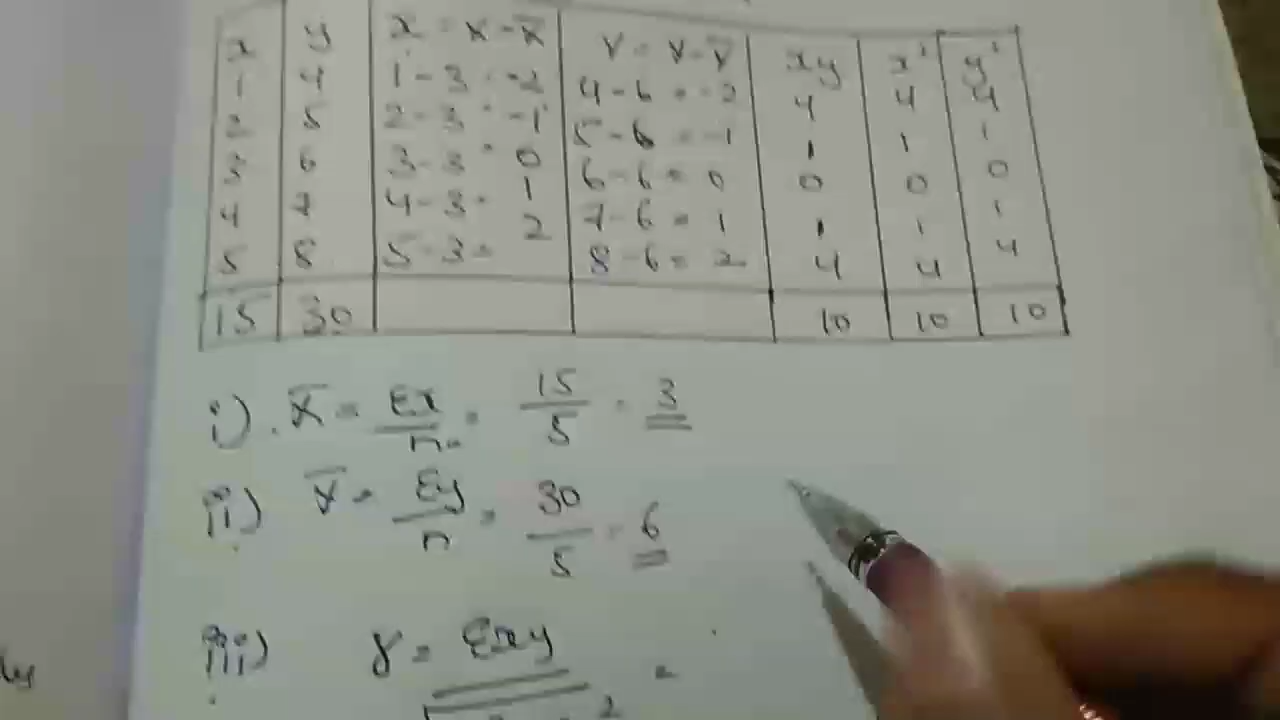 x y x = x - x̅ y = y - y̅ xy x² y²
1 4 1 - 3 = -2 4 - 6 = -2 4 4 4
2 5 2 - 3 = -1 5 - 6 = -1 1 1 1
3 6 3 - 3 = 0 6 - 6 = 0 0 0 0
4 7 4 - 3 = 1 7 - 6 = 1 1 1 1
5 8 5 - 3 = 2 8 - 6 = 2 4 4 4
15 30 10 10 10
i). x̅ = Σx/n = 15/5 = 3
ii) y̅ = Σy/n = 30/5 = 6
iii) r = Σxy =
ly